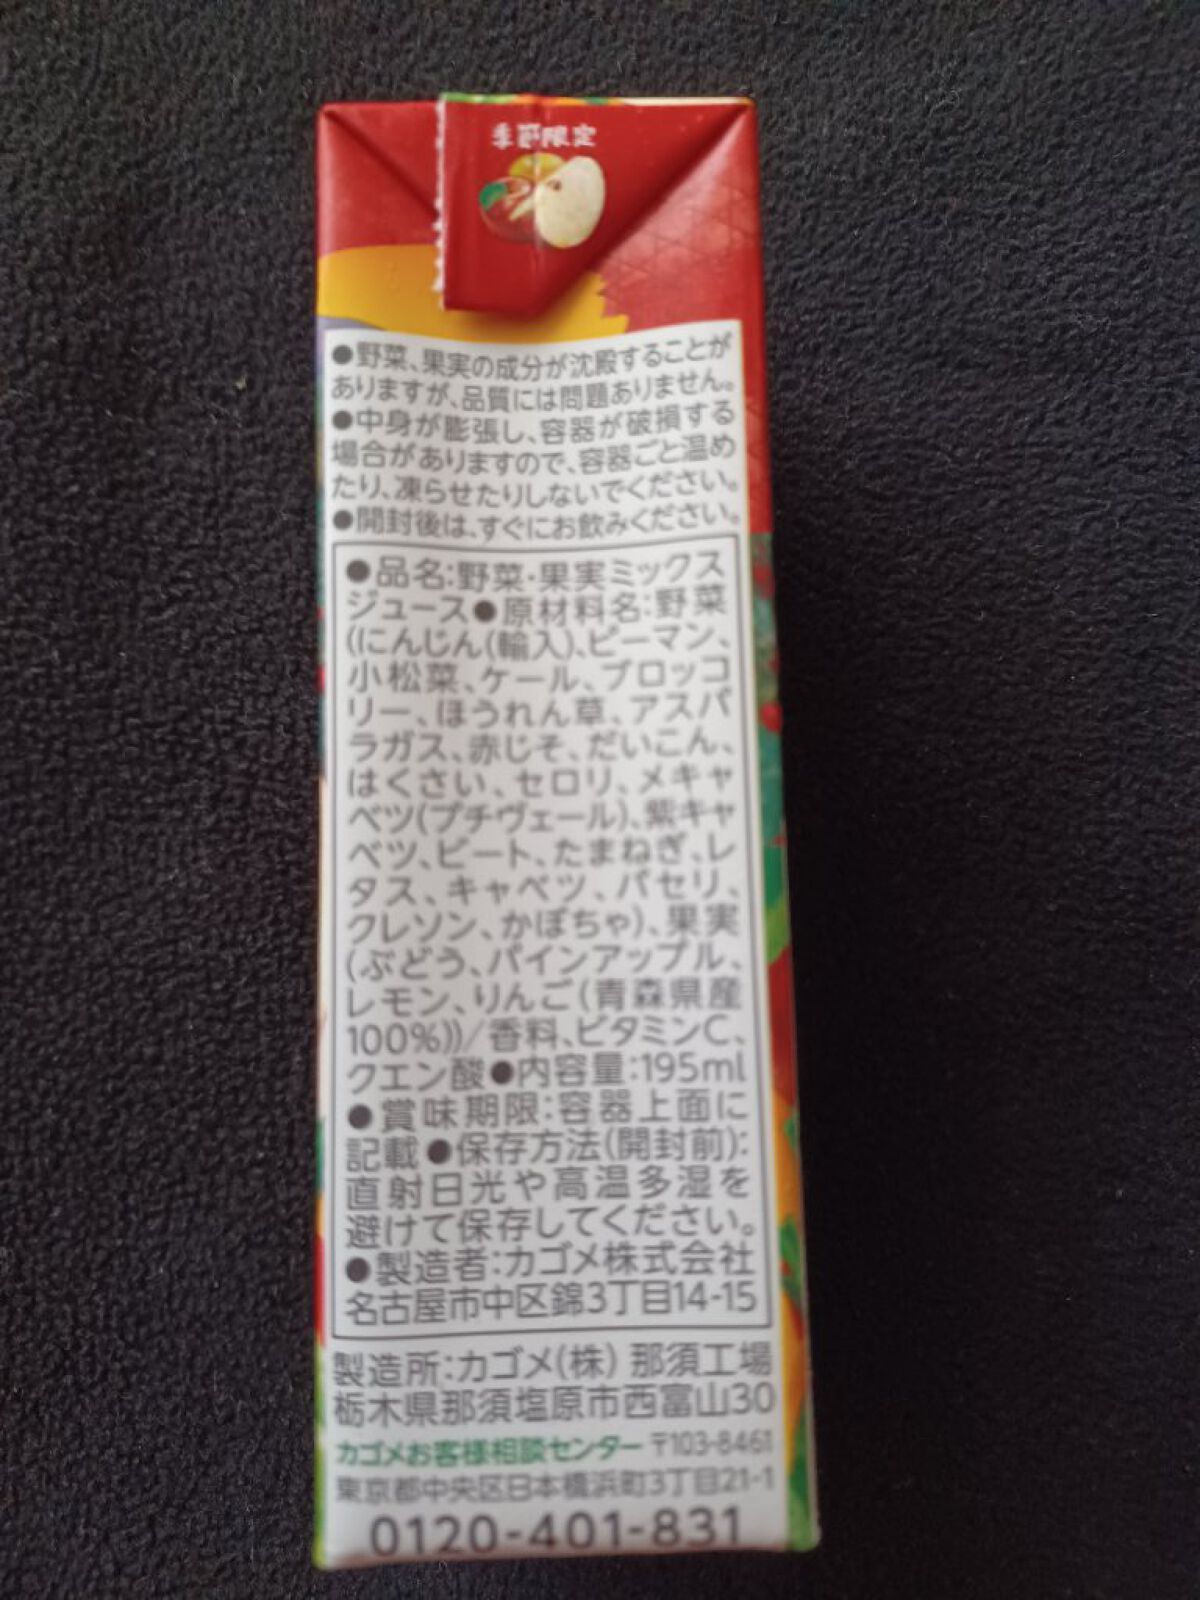 季節限定
●野菜、果実の成分が沈殿することが
ありますが、品質には問題ありません。
●中身が膨張し、容器が破損する
場合がありますので、容器ごと温め
たり、凍らせたりしないでください。
●開封後は、すぐにお飲みください。
●品名:野菜・果実ミックス
ジュース●原材料名:野菜
(にんじん(輸入)、ピーマン、
小松菜、ケール、ブロッコ
リー、ほうれん草、アスパ
ラガス、赤じそ、だいこん、
はくさい、セロリ、メキャ
ベツ(プチヴェール)、紫キャ
ベツ、ビート、たまねぎ、レ
タス、キャベツ、パセリ、
クレソン、かぼちゃ)、果実
(ぶどう、パインアップル、
レモン、りんご(青森県産
100%))/香料、ビタミンC、
クエン酸●内容量:195ml
●賞味期限:容器上面に
記載●保存方法(開封前):
直射日光や高温多湿を
避けて保存してください。
●製造者:カゴメ株式会社
名古屋市中区錦3丁目14-15
製造所:カゴメ(株)那須工場
栃木県那須塩原市西富山30
カゴメお客様相談センター 〒103-8461
東京都中央区日本橋浜町3丁目21-1
0120-401-831